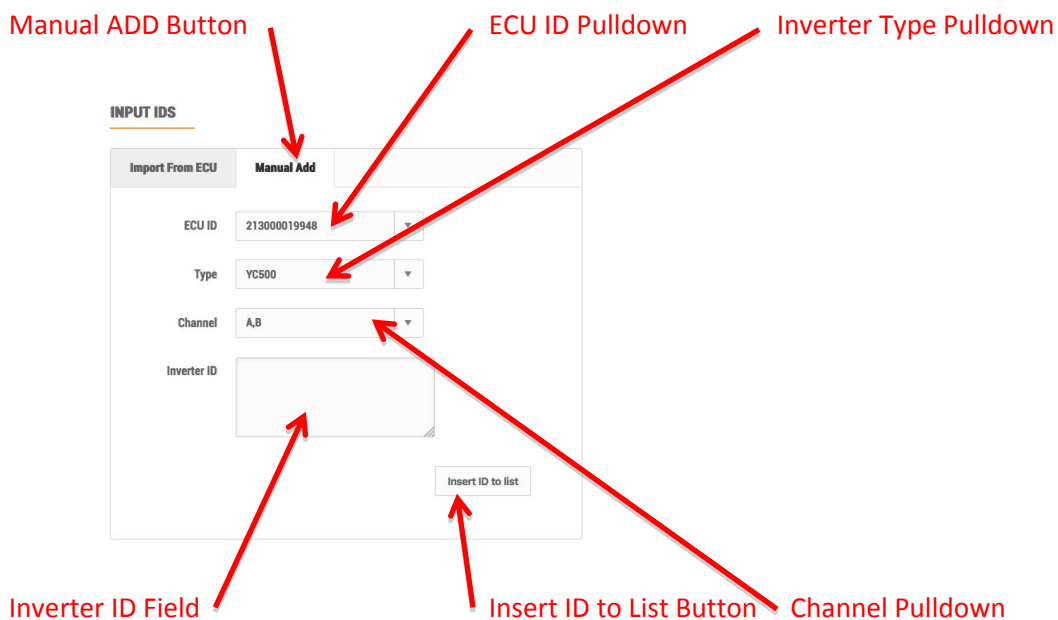 Manual ADD Button ECU ID Pulldown Inverter Type Pulldown
INPUT IDS
Import From ECU Manual Add
ECU ID 213000019948
Type YC500
Channel A,B
Inverter ID
Insert ID to list
Inverter ID Field Insert ID to List Button Channel Pulldown